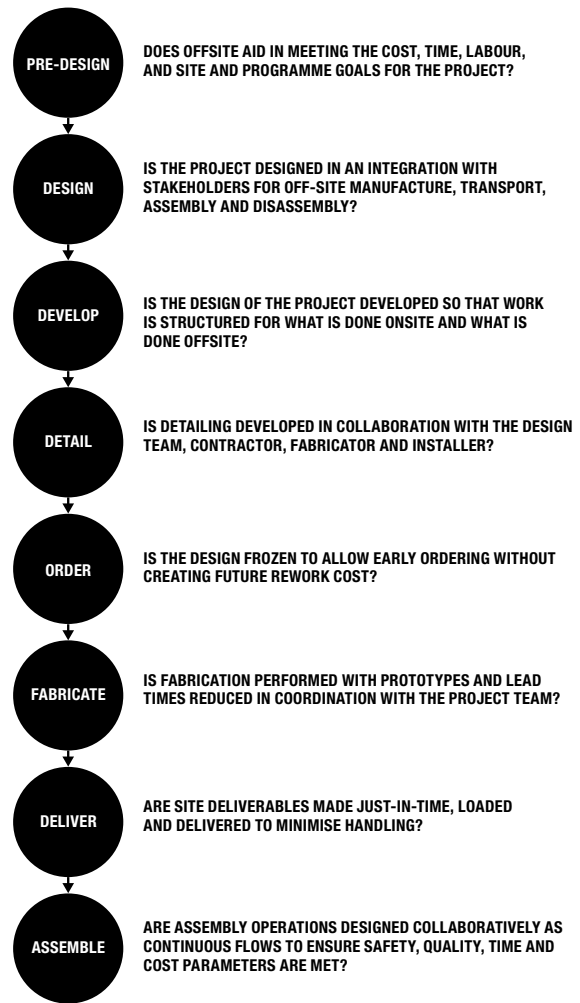 PRE-DESIGN
DOES OFFSITE AID IN MEETING THE COST, TIME, LABOUR,
AND SITE AND PROGRAMME GOALS FOR THE PROJECT?
DESIGN
IS THE PROJECT DESIGNED IN AN INTEGRATION WITH
STAKEHOLDERS FOR OFF-SITE MANUFACTURE, TRANSPORT,
ASSEMBLY AND DISASSEMBLY?
DEVELOP
IS THE DESIGN OF THE PROJECT DEVELOPED SO THAT WORK
IS STRUCTURED FOR WHAT IS DONE ONSITE AND WHAT IS
DONE OFFSITE?
DETAIL
IS DETAILING DEVELOPED IN COLLABORATION WITH THE DESIGN
TEAM, CONTRACTOR, FABRICATOR AND INSTALLER?
ORDER
IS THE DESIGN FROZEN TO ALLOW EARLY ORDERING WITHOUT
CREATING FUTURE REWORK COST?
FABRICATE
IS FABRICATION PERFORMED WITH PROTOTYPES AND LEAD
TIMES REDUCED IN COORDINATION WITH THE PROJECT TEAM?
DELIVER
ARE SITE DELIVERABLES MADE JUST-IN-TIME, LOADED
AND DELIVERED TO MINIMISE HANDLING?
ASSEMBLE
ARE ASSEMBLY OPERATIONS DESIGNED COLLABORATIVELY AS
CONTINUOUS FLOWS TO ENSURE SAFETY, QUALITY, TIME AND
COST PARAMETERS ARE MET?